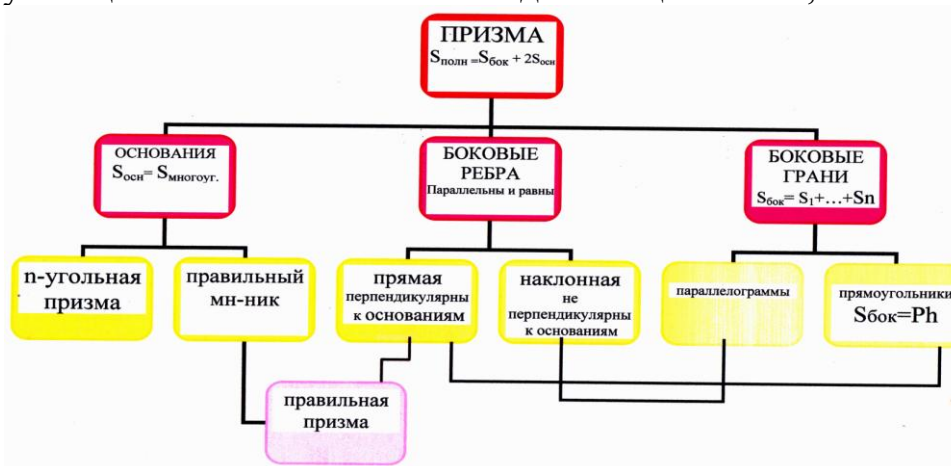 ПРИЗМА
Sполн =Sбок + 2Sосн
ОСНОВАНИЯ
Sосн= Sмногоуг.
БОКОВЫЕ
РЕБРА
Параллельны и равны
БОКОВЫЕ
ГРАНИ
Sбок= S1+...+Sn
n-угольная
призма
правильный
мн-ник
прямая
перпендикулярны
к основаниям
наклонная
не
перпендикулярны
к основаниям
параллелограммы
прямоугольники
Sбок=Ph
правильная
призма